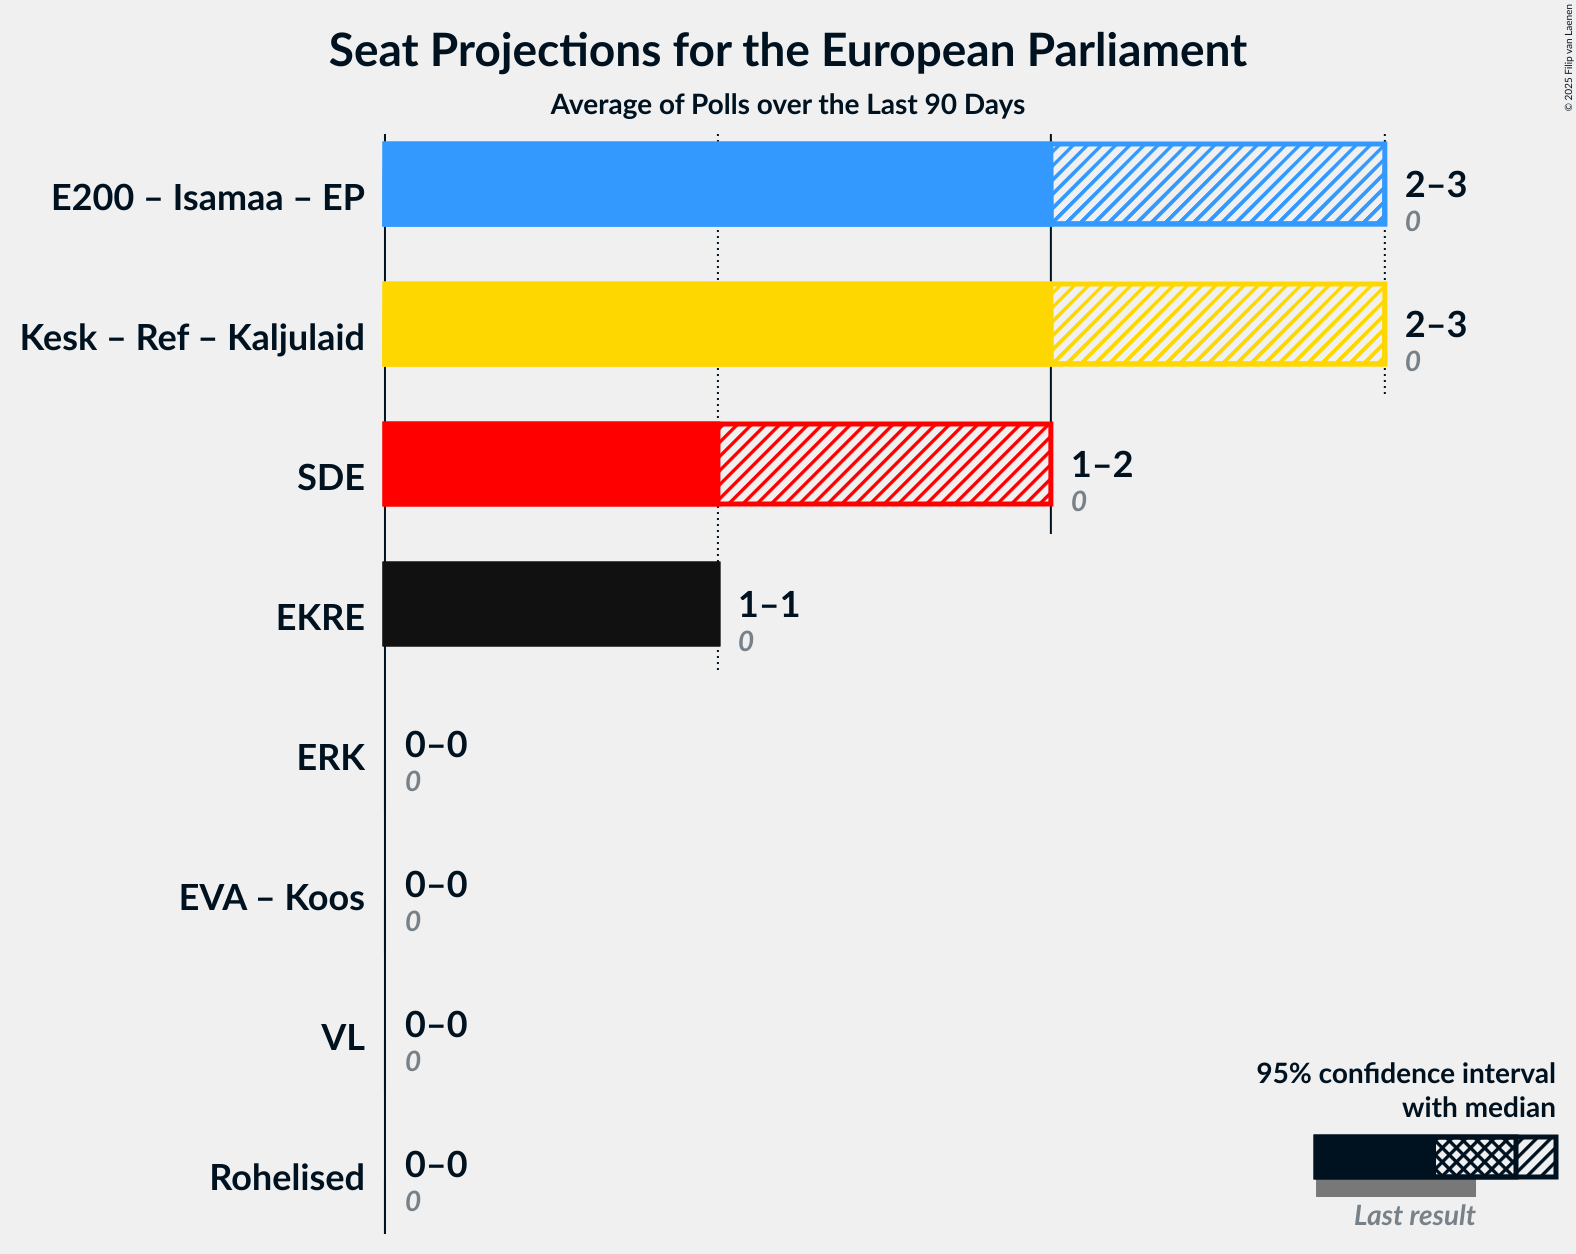 Seat Projections for the European Parliament
Average of Polls over the Last 90 Days
© 2025 Filip van Laenen
E200 – Isamaa – EP
2–3
0
Kesk – Ref – Kaljulaid
2–3
0
SDE
1–2
0
EKRE
1–1
0
ERK
0–0
0
EVA – Koos
0–0
0
VL
0–0
0
Rohelised
0–0
0
95% confidence interval
with median
Last result